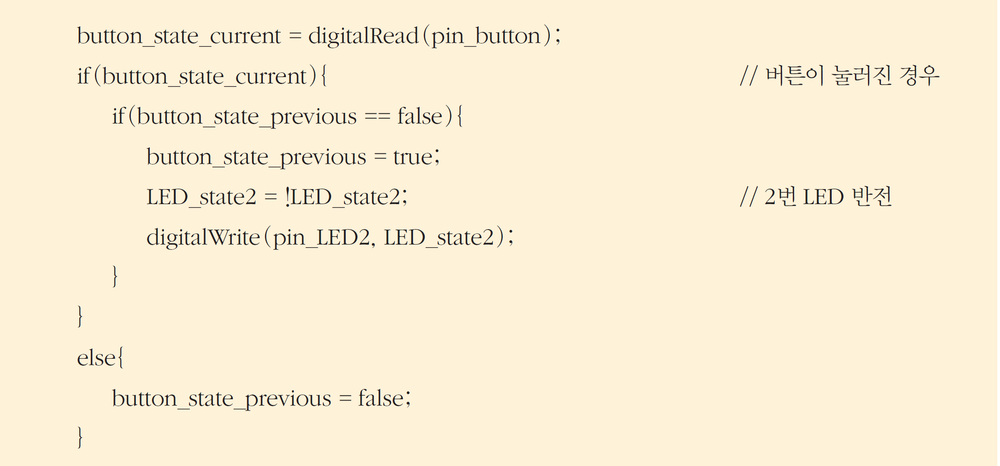 button_state_current = digitalRead(pin_button);
if(button_state_current){ // 버튼이 눌러진 경우
if(button_state_previous == false){
button_state_previous = true;
LED_state2 = !LED_state2; // 2번 LED 반전
digitalWrite(pin_LED2, LED_state2);
}
}
else{
button_state_previous = false;
}